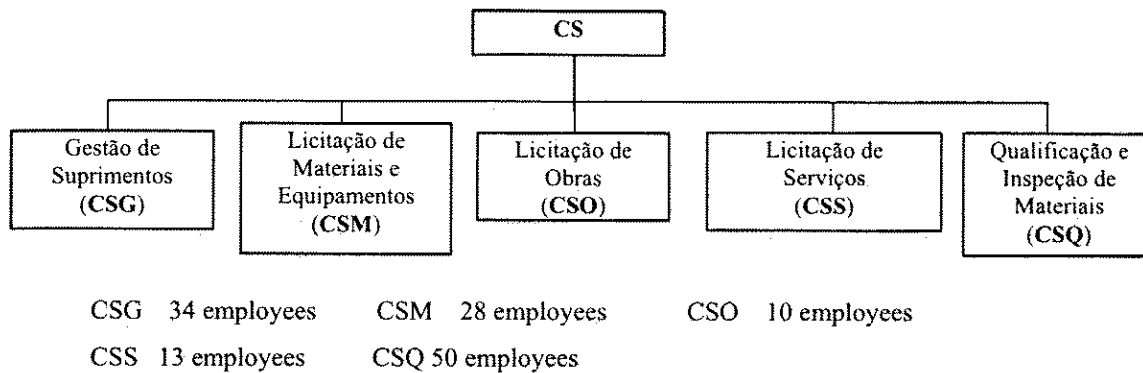 CS
Gestão de
Suprimentos
(CSG)
Licitação de
Materiais e
Equipamentos
(CSM)
Licitação de
Obras
(CSO)
Licitação de
Serviços
(CSS)
Qualificação e
Inspeção de
Materiais
(CSQ)
CSG 34 employees CSM 28 employees CSO 10 employees
CSS 13 employees CSQ 50 employees